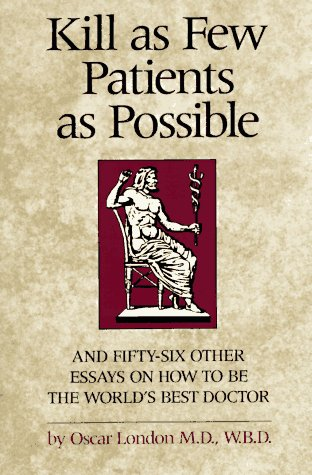 Kill as Few
Patients
as Possible
AND FIFTY-SIX OTHER
ESSAYS ON HOW TO BE
THE WORLD'S BEST DOCTOR
by Oscar London M.D., W.B.D.